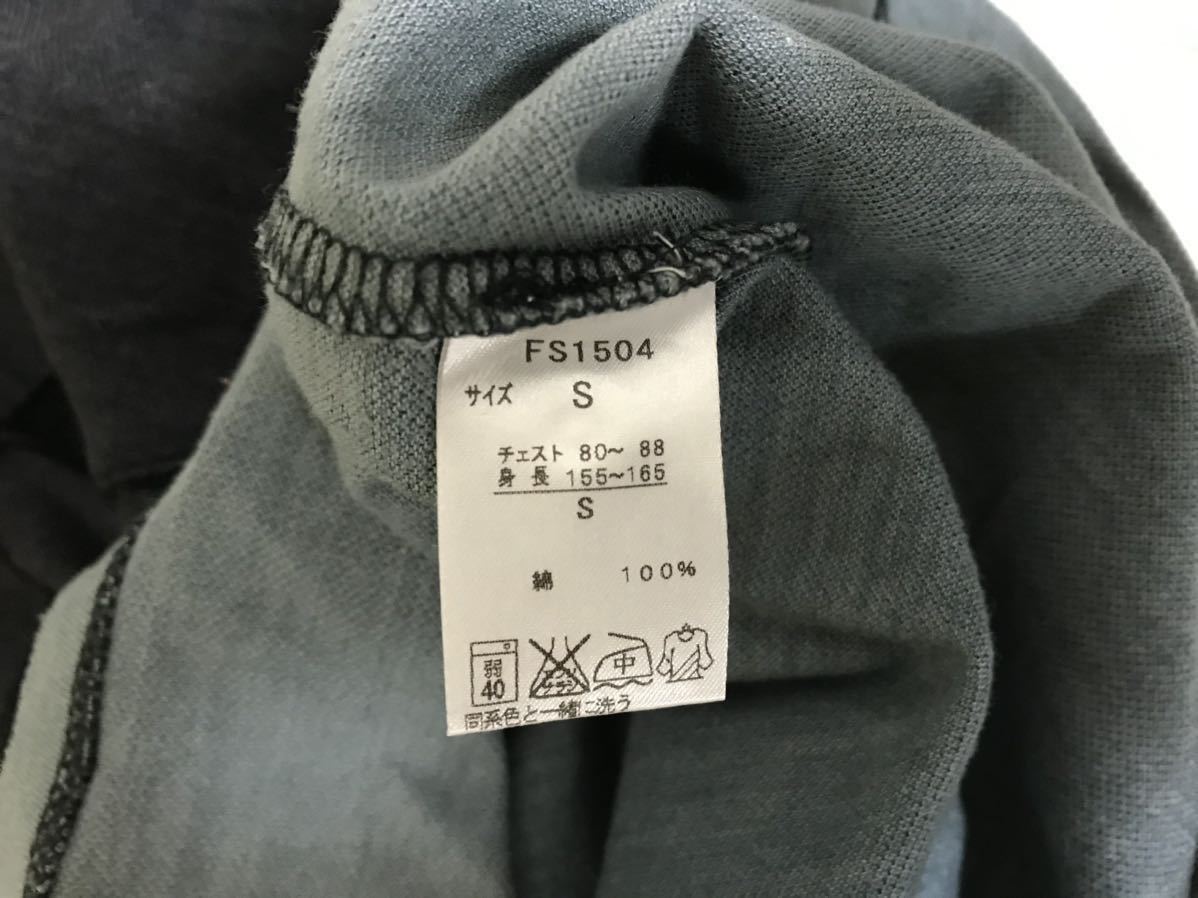 FS1504
サイズ S
チェスト 80~ 88
身長 155~165
S
綿 100%
弱 中
40
同系色と一緒に洗う